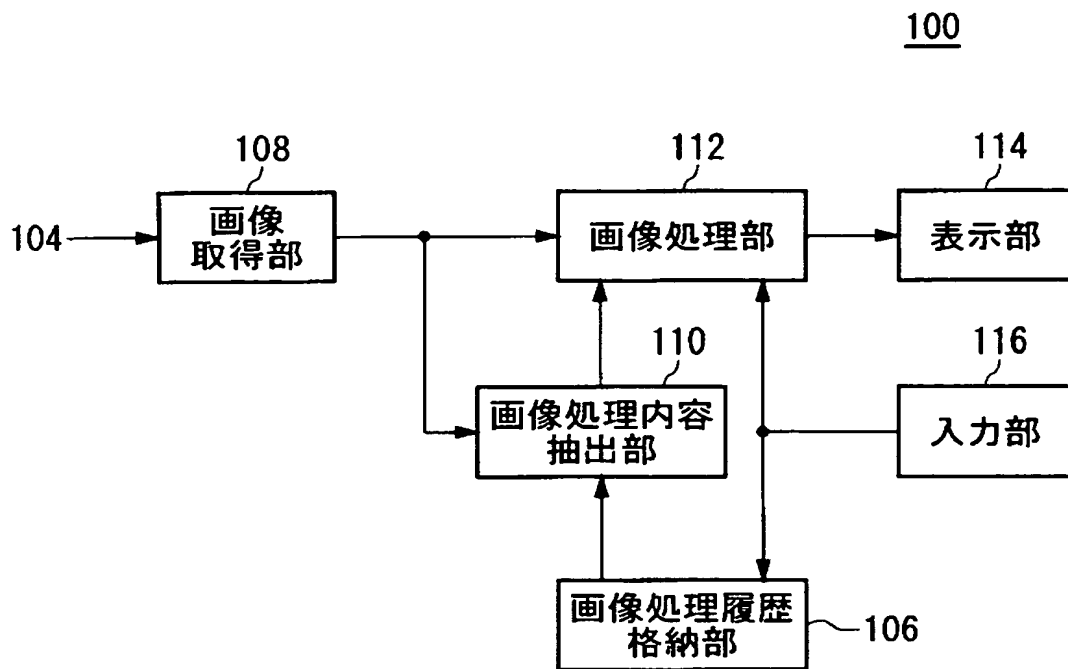 100
108
112
114
104
画像
取得部
画像処理部
表示部
110
116
画像処理内容
抽出部
入力部
画像処理履歴
格納部
106